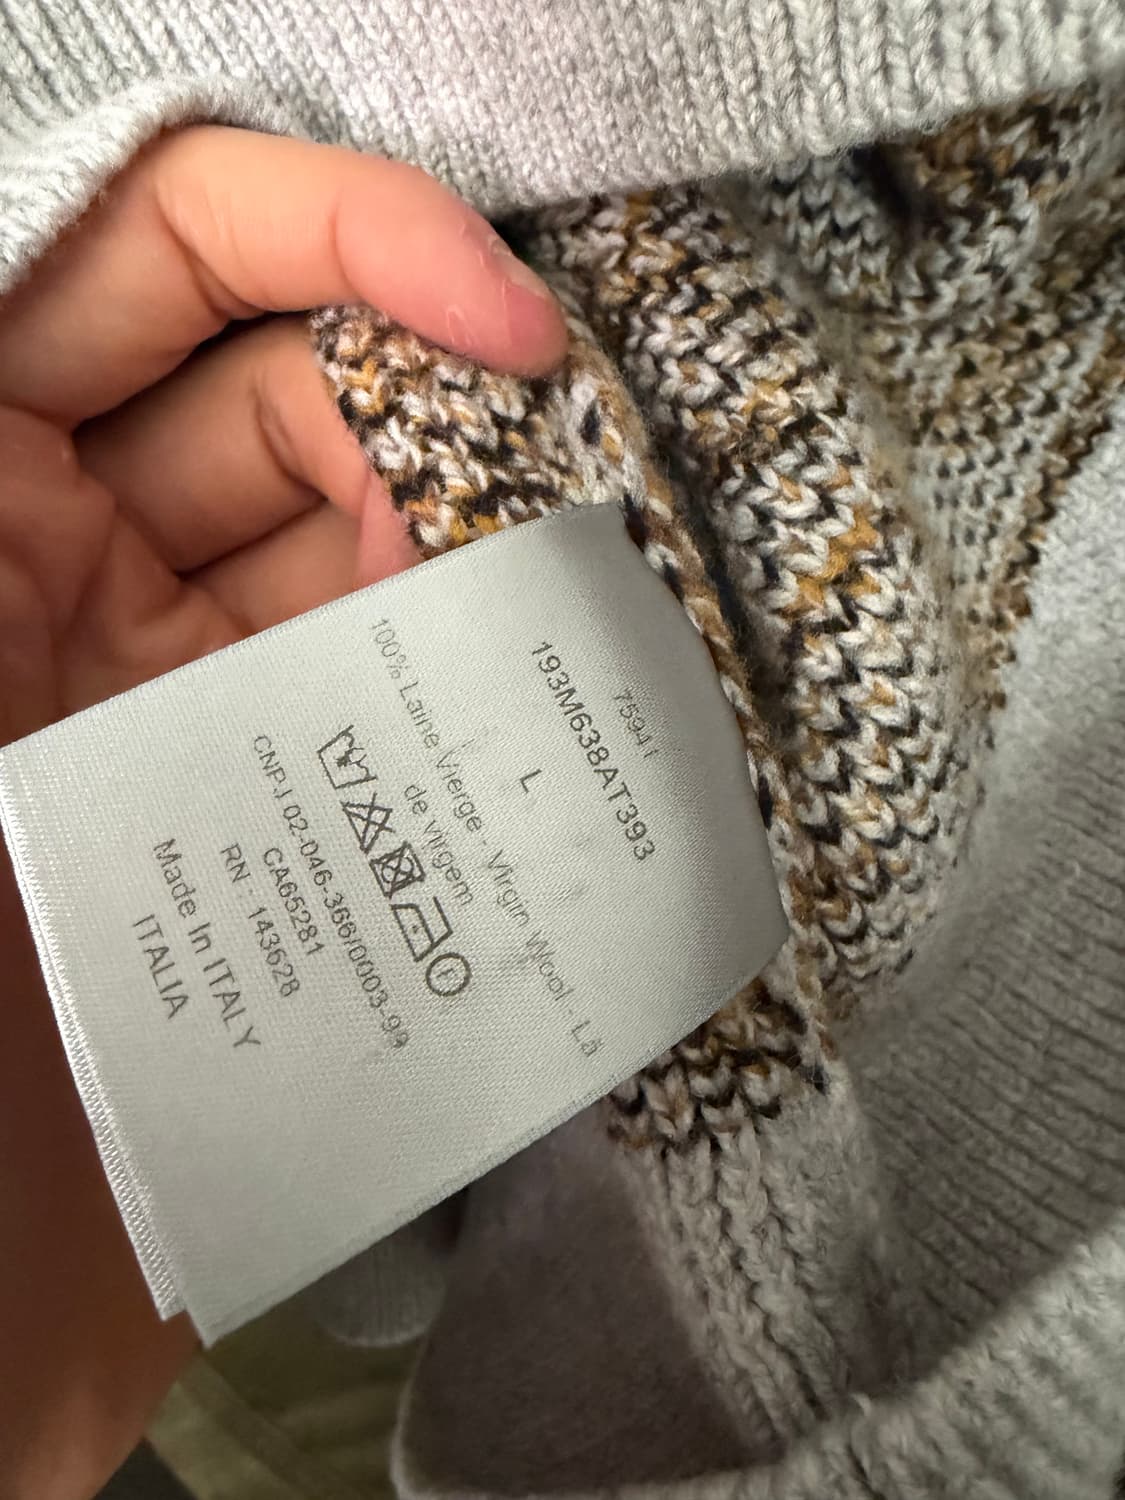 75941
193M638AT393
L
100% Laine Vierge - Virgin Wool - Lã
de virgem
CNPJ 02-046-366/0003-99
CA65281
RN : 143628
Made In ITALY
ITALIA